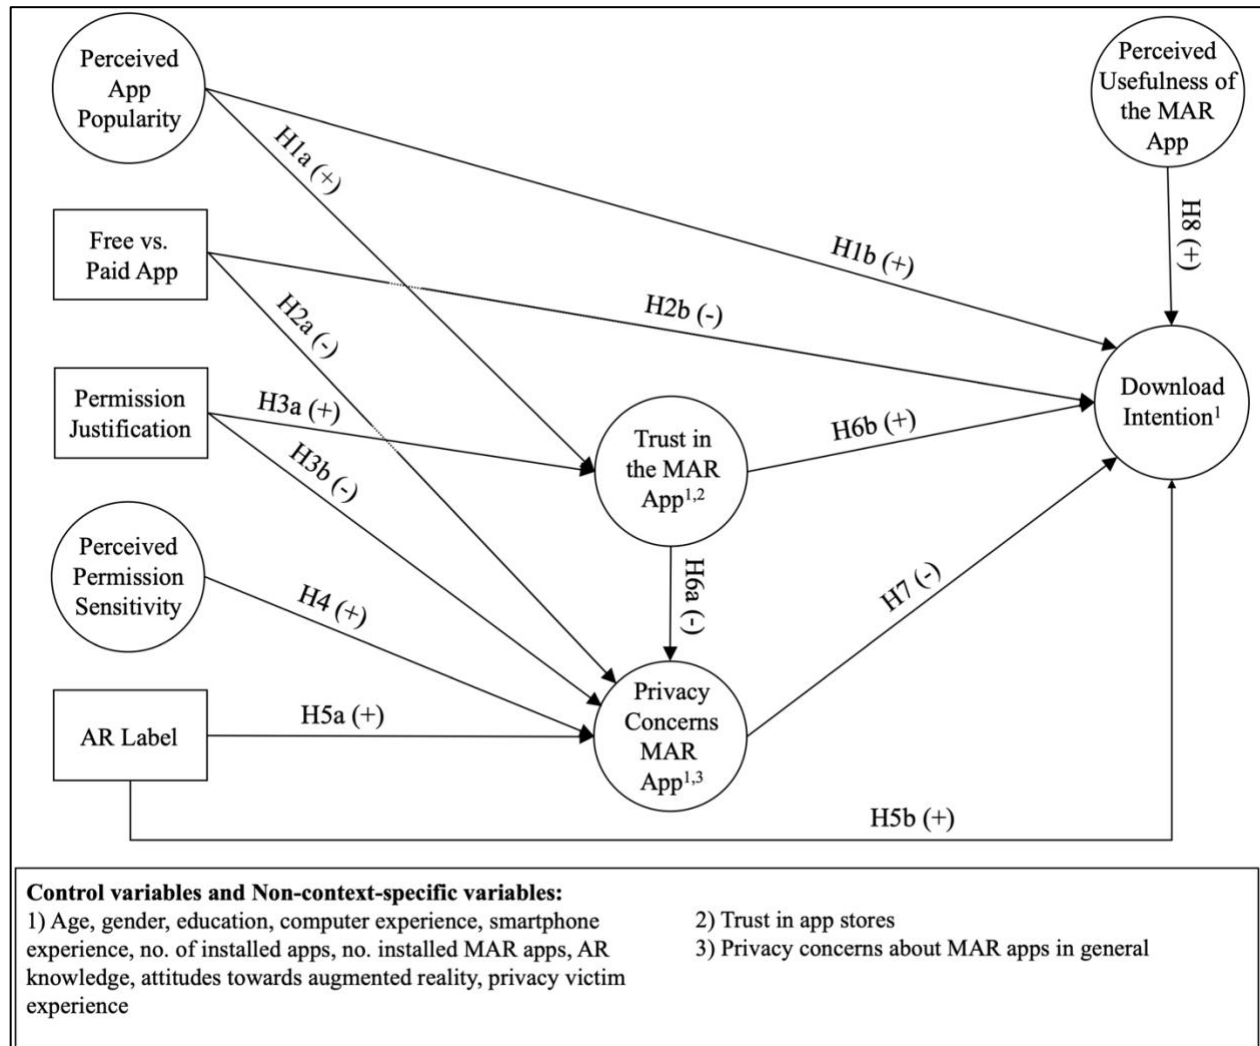 Perceived
App
Popularity
Perceived
Usefulness of
the MAR
App
H1a (+)
H1b (+)
H8 (+)
Free vs.
Paid App
H2a (-)
H2b (-)
Permission
Justification
H3a (+)
H3b (-)
Trust in
the MAR
App¹,²
H6b (+)
Download
Intention¹
Perceived
Permission
Sensitivity
H4 (+)
H6a (-)
H7 (-)
AR Label
H5a (+)
Privacy
Concerns
MAR
App¹,³
H5b (+)
Control variables and Non-context-specific variables:
1) Age, gender, education, computer experience, smartphone
experience, no. of installed apps, no. installed MAR apps, AR
knowledge, attitudes towards augmented reality, privacy victim
experience
2) Trust in app stores
3) Privacy concerns about MAR apps in general